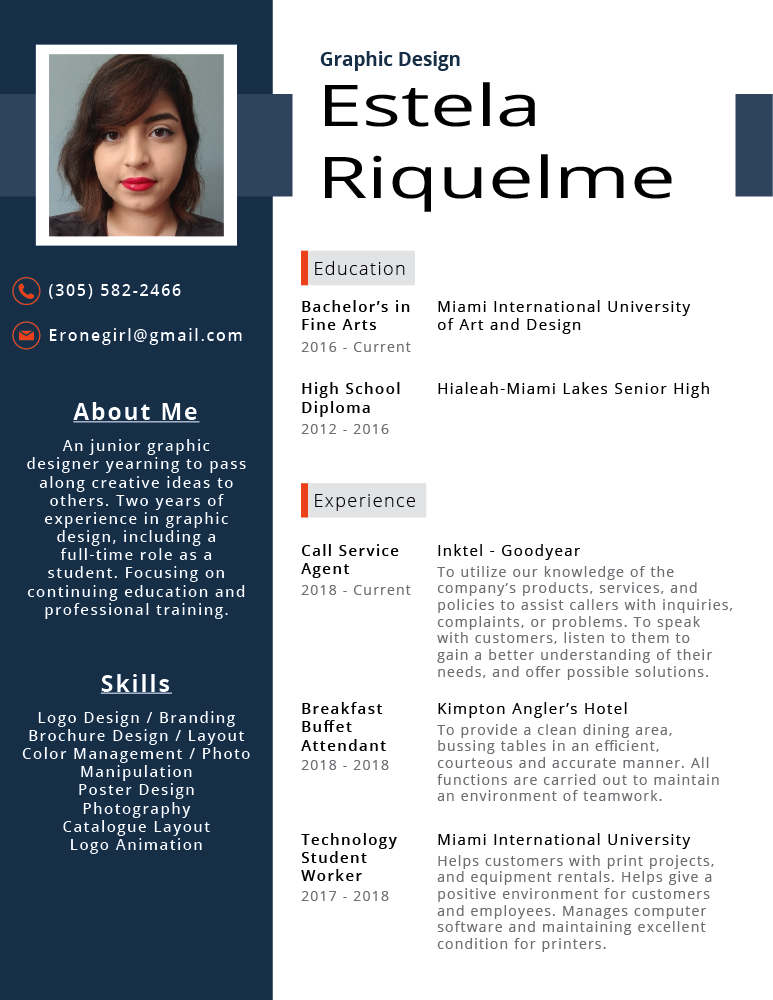 Graphic Design
Estela
Riquelme
(305) 582-2466
Eronegirl@gmail.com
About Me
An junior graphic
designer yearning to pass
along creative ideas to
others. Two years of
experience in graphic
design, including a
full-time role as a
student. Focusing on
continuing education and
professional training.
Skills
Logo Design / Branding
Brochure Design / Layout
Color Management / Photo
Manipulation
Poster Design
Photography
Catalogue Layout
Logo Animation
Education
Bachelor’s in
Fine Arts
2016 - Current
Miami International University
of Art and Design
High School
Diploma
2012 - 2016
Hialeah-Miami Lakes Senior High
Experience
Call Service
Agent
2018 - Current
Inktel - Goodyear
To utilize our knowledge of the
company’s products, services, and
policies to assist callers with inquiries,
complaints, or problems. To speak
with customers, listen to them to
gain a better understanding of their
needs, and offer possible solutions.
Breakfast
Buffet
Attendant
2018 - 2018
Kimpton Angler’s Hotel
To provide a clean dining area,
bussing tables in an efficient,
courteous and accurate manner. All
functions are carried out to maintain
an environment of teamwork.
Technology
Student
Worker
2017 - 2018
Miami International University
Helps customers with print projects,
and equipment rentals. Helps give a
positive environment for customers
and employees. Manages computer
software and maintaining excellent
condition for printers.